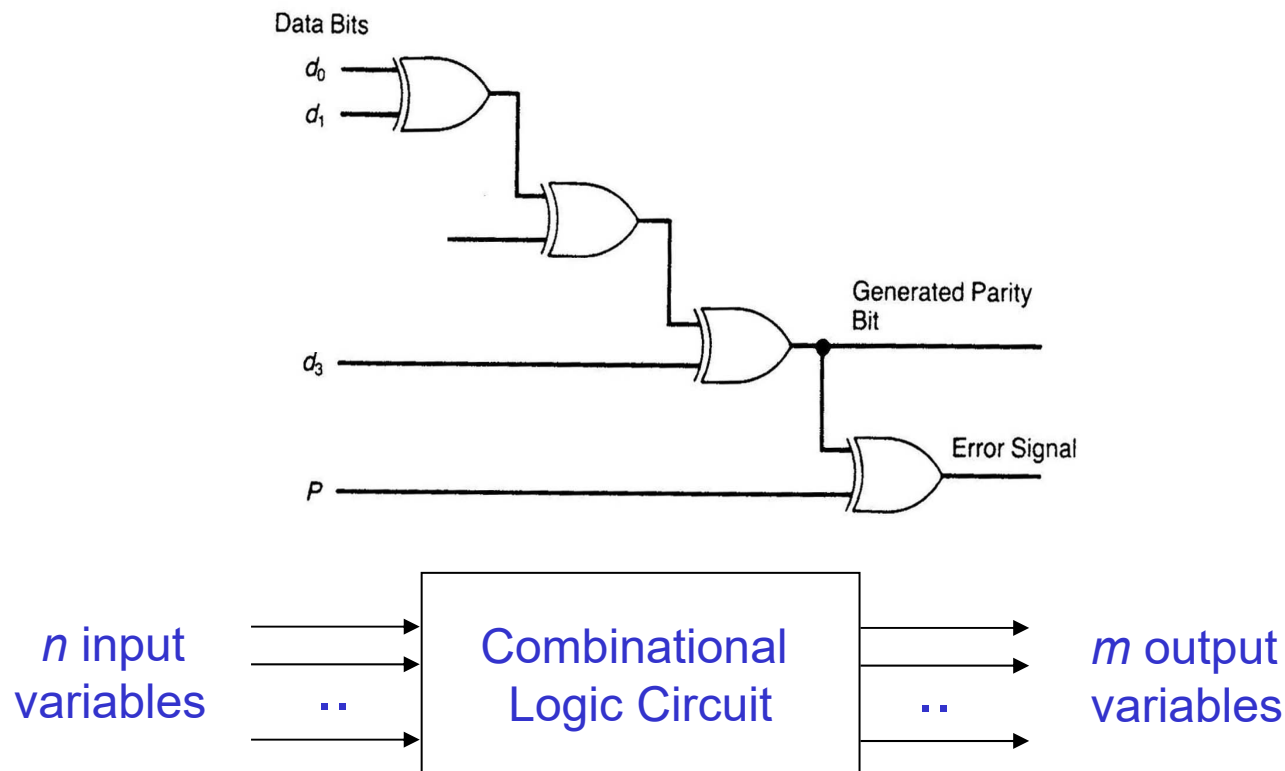 Data Bits
d₀
d₁
Generated Parity
Bit
d₃
Error Signal
P
n input
variables
..
Combinational
Logic Circuit
..
m output
variables